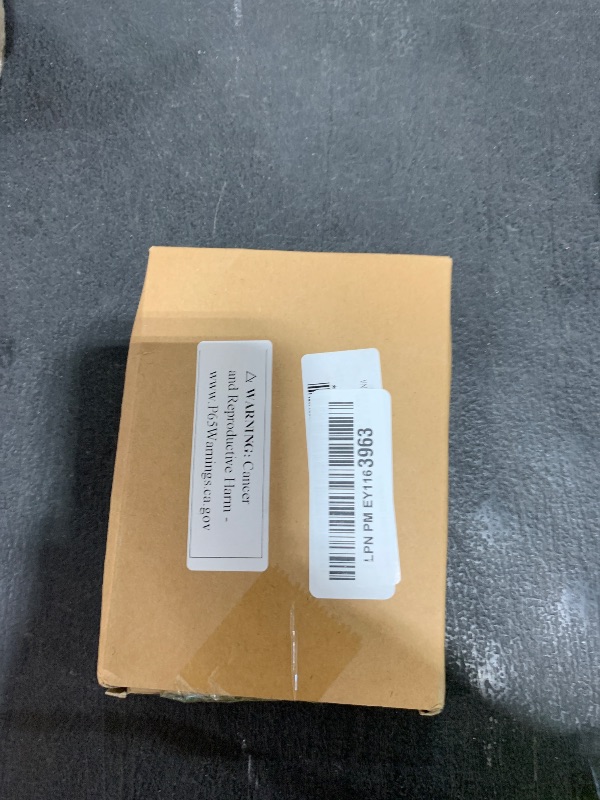 ⚠ WARNING: Cancer
and Reproductive Harm -
www.P65Warnings.ca.gov
LPN PM EY1163963